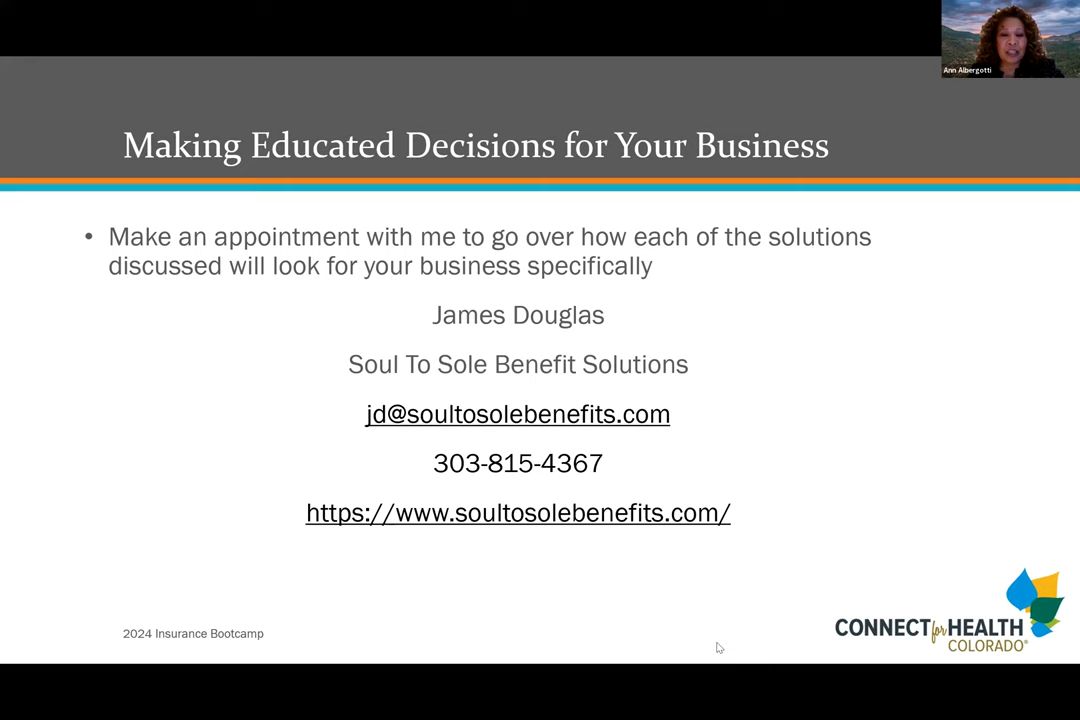 Ann Albergotti
Making Educated Decisions for Your Business
• Make an appointment with me to go over how each of the solutions
discussed will look for your business specifically
James Douglas
Soul To Sole Benefit Solutions
jd@soultosolebenefits.com
303-815-4367
https://www.soultosolebenefits.com/
2024 Insurance Bootcamp
CONNECT for HEALTH
COLORADO®